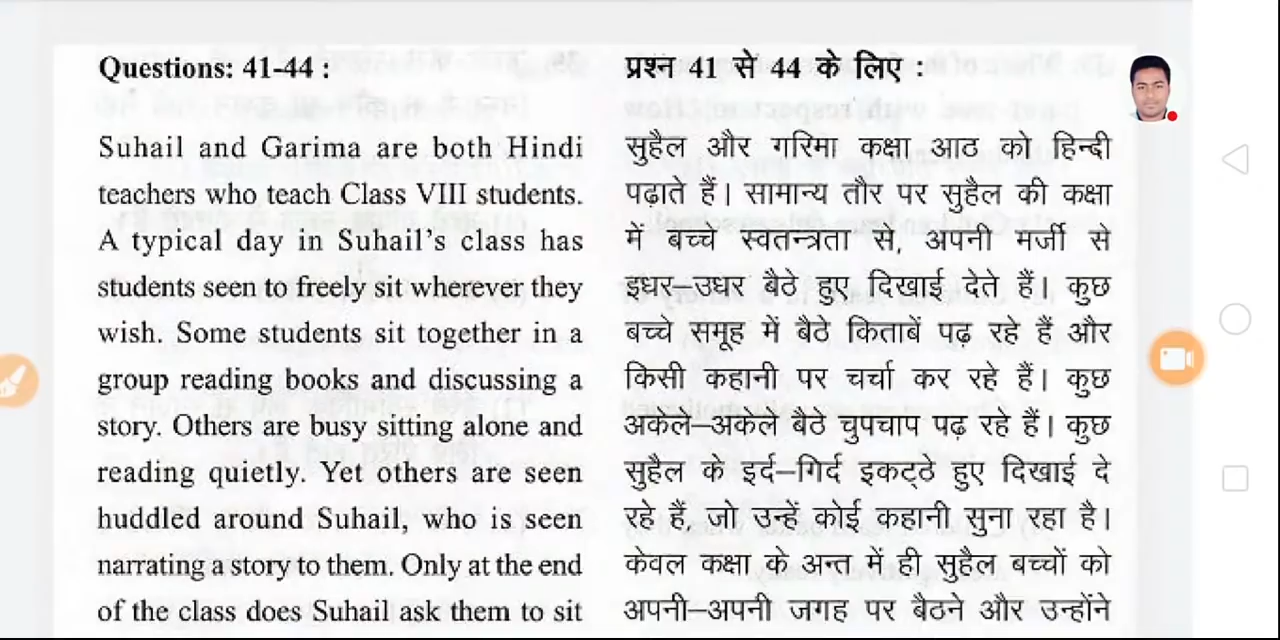 Questions: 41-44 :
Suhail and Garima are both Hindi
teachers who teach Class VIII students.
A typical day in Suhail's class has
students seen to freely sit wherever they
wish. Some students sit together in a
group reading books and discussing a
story. Others are busy sitting alone and
reading quietly. Yet others are seen
huddled around Suhail, who is seen
narrating a story to them. Only at the end
of the class does Suhail ask them to sit
प्रश्न 41 से 44 के लिए :
सुहैल और गरिमा कक्षा आठ को हिन्दी
पढ़ाते हैं। सामान्य तौर पर सुहैल की कक्षा
में बच्चे स्वतन्त्रता से, अपनी मर्जी से
इधर–उधर बैठे हुए दिखाई देते हैं। कुछ
बच्चे समूह में बैठे किताबें पढ़ रहे हैं और
किसी कहानी पर चर्चा कर रहे हैं। कुछ
अकेले–अकेले बैठे चुपचाप पढ़ रहे हैं। कुछ
सुहैल के इर्द–गिर्द इकट्ठे हुए दिखाई दे
रहे हैं, जो उन्हें कोई कहानी सुना रहा है।
केवल कक्षा के अन्त में ही सुहैल बच्चों को
अपनी–अपनी जगह पर बैठने और उन्होंने